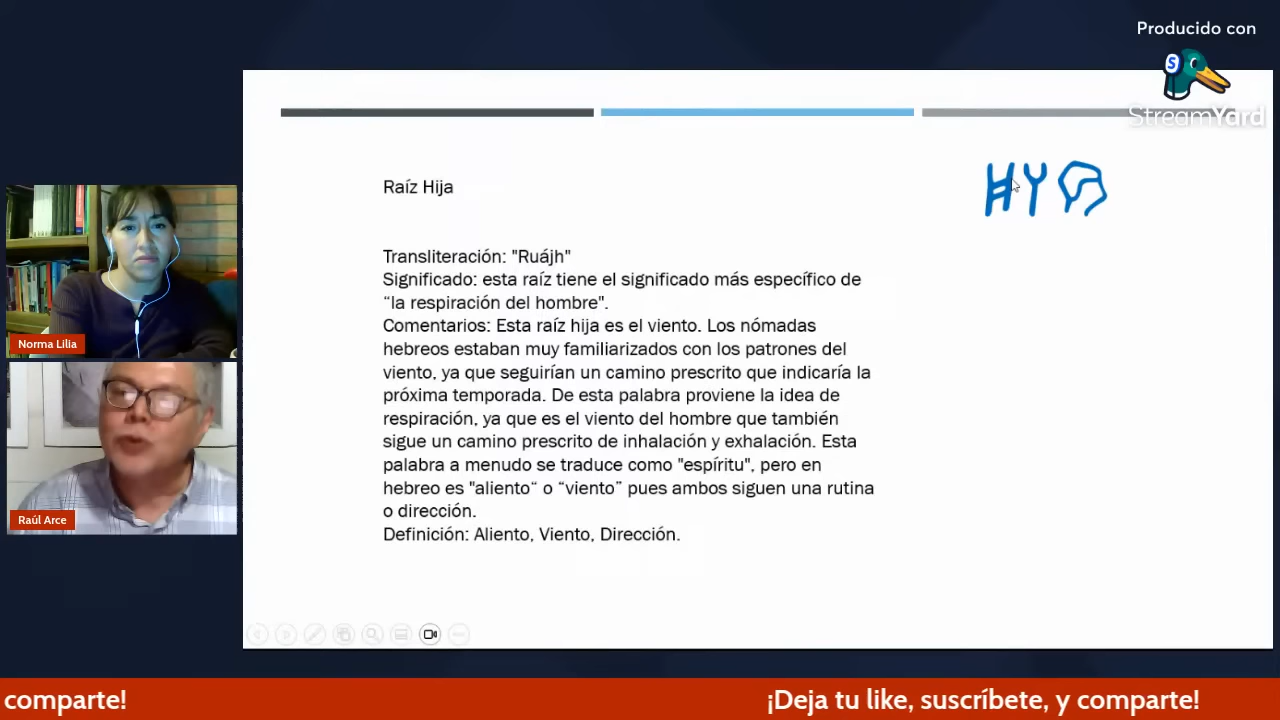 Producido con
StreamYard
Raíz Hija
Transliteración: "Ruájh"
Significado: esta raíz tiene el significado más específico de
“la respiración del hombre".
Comentarios: Esta raíz hija es el viento. Los nómadas
hebreos estaban muy familiarizados con los patrones del
viento, ya que seguirían un camino prescrito que indicaría la
próxima temporada. De esta palabra proviene la idea de
respiración, ya que es el viento del hombre que también
sigue un camino prescrito de inhalación y exhalación. Esta
palabra a menudo se traduce como "espíritu", pero en
hebreo es "aliento“ o “viento” pues ambos siguen una rutina
o dirección.
Definición: Aliento, Viento, Dirección.
Norma Lilia
Raúl Arce
comparte!
¡Deja tu like, suscríbete, y comparte!